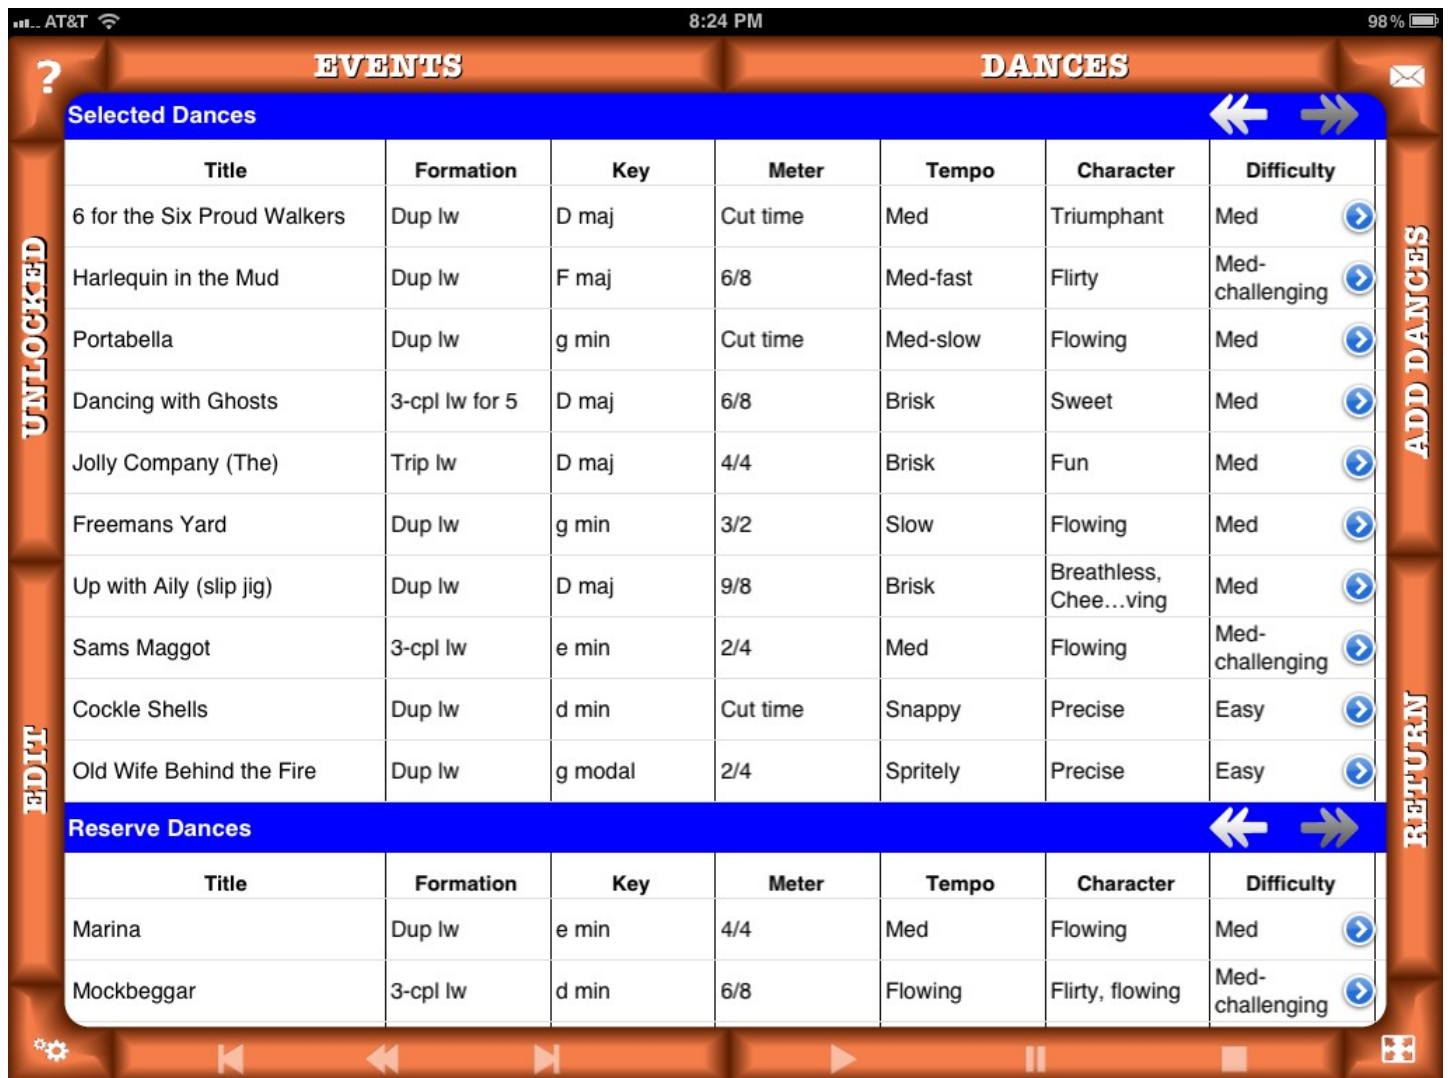 AT&T 8:24 PM 98%
? EVENTS DANCES
Selected Dances
Title Formation Key Meter Tempo Character Difficulty
6 for the Six Proud Walkers Dup lw D maj Cut time Med Triumphant Med
Harlequin in the Mud Dup lw F maj 6/8 Med-fast Flirty Med-
challenging
Portabella Dup lw g min Cut time Med-slow Flowing Med
Dancing with Ghosts 3-cpl lw for 5 D maj 6/8 Brisk Sweet Med
Jolly Company (The) Trip lw D maj 4/4 Brisk Fun Med
Freemans Yard Dup lw g min 3/2 Slow Flowing Med
Up with Aily (slip jig) Dup lw D maj 9/8 Brisk Breathless, Med
Chee…ving
Sams Maggot 3-cpl lw e min 2/4 Med Flowing Med-
challenging
Cockle Shells Dup lw d min Cut time Snappy Precise Easy
Old Wife Behind the Fire Dup lw g modal 2/4 Spritely Precise Easy
Reserve Dances
Title Formation Key Meter Tempo Character Difficulty
Marina Dup lw e min 4/4 Med Flowing Med
Mockbeggar 3-cpl lw d min 6/8 Flowing Flirty, flowing Med-
challenging
UNLOCKED
EDIT
ADD DANCES
RETURN